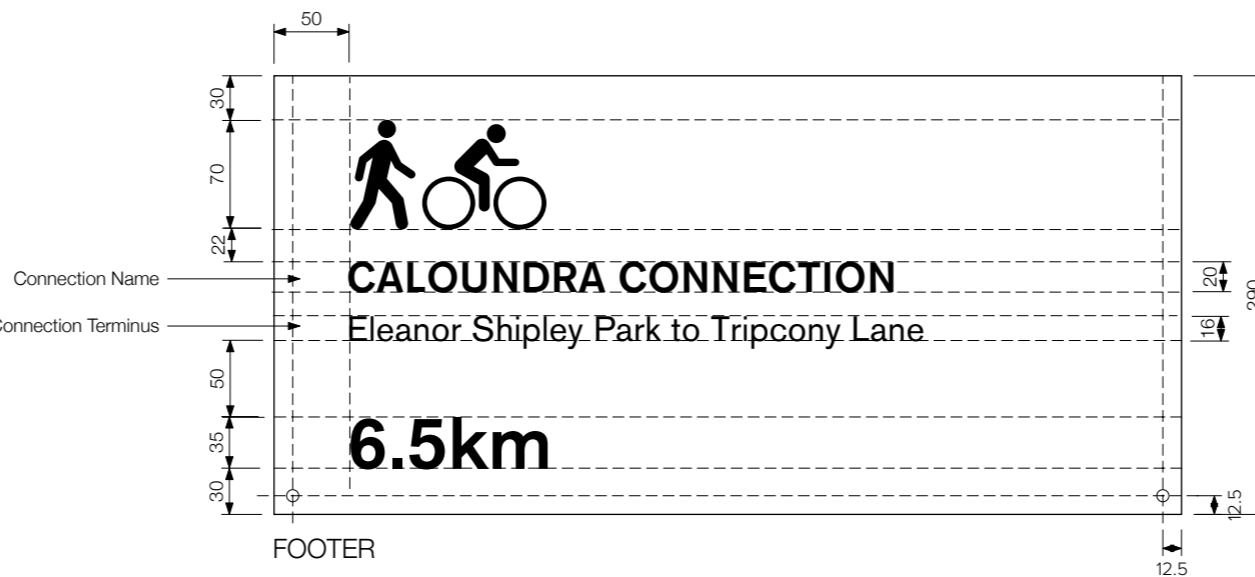 50
30
70
22
Connection Name
CALOUNDRA CONNECTION
20
290
Connection Terminus
Eleanor Shipley Park to Tripcony Lane
16
50
35
6.5km
30
12.5
FOOTER
12.5